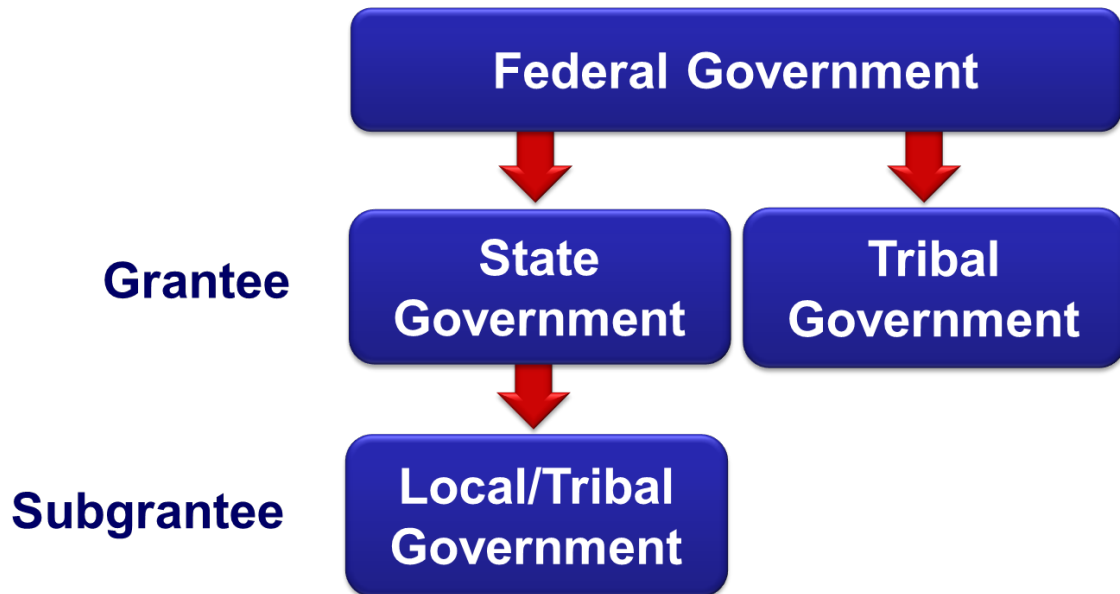 Federal Government
Grantee
State
Government
Tribal
Government
Subgrantee
Local/Tribal
Government